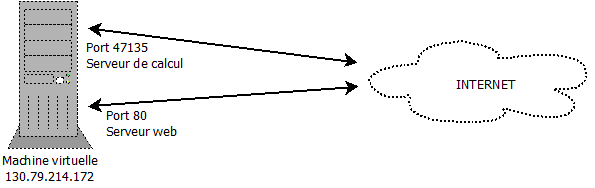 Port 47135
Serveur de calcul
INTERNET
Port 80
Serveur web
Machine virtuelle
130.79.214.172